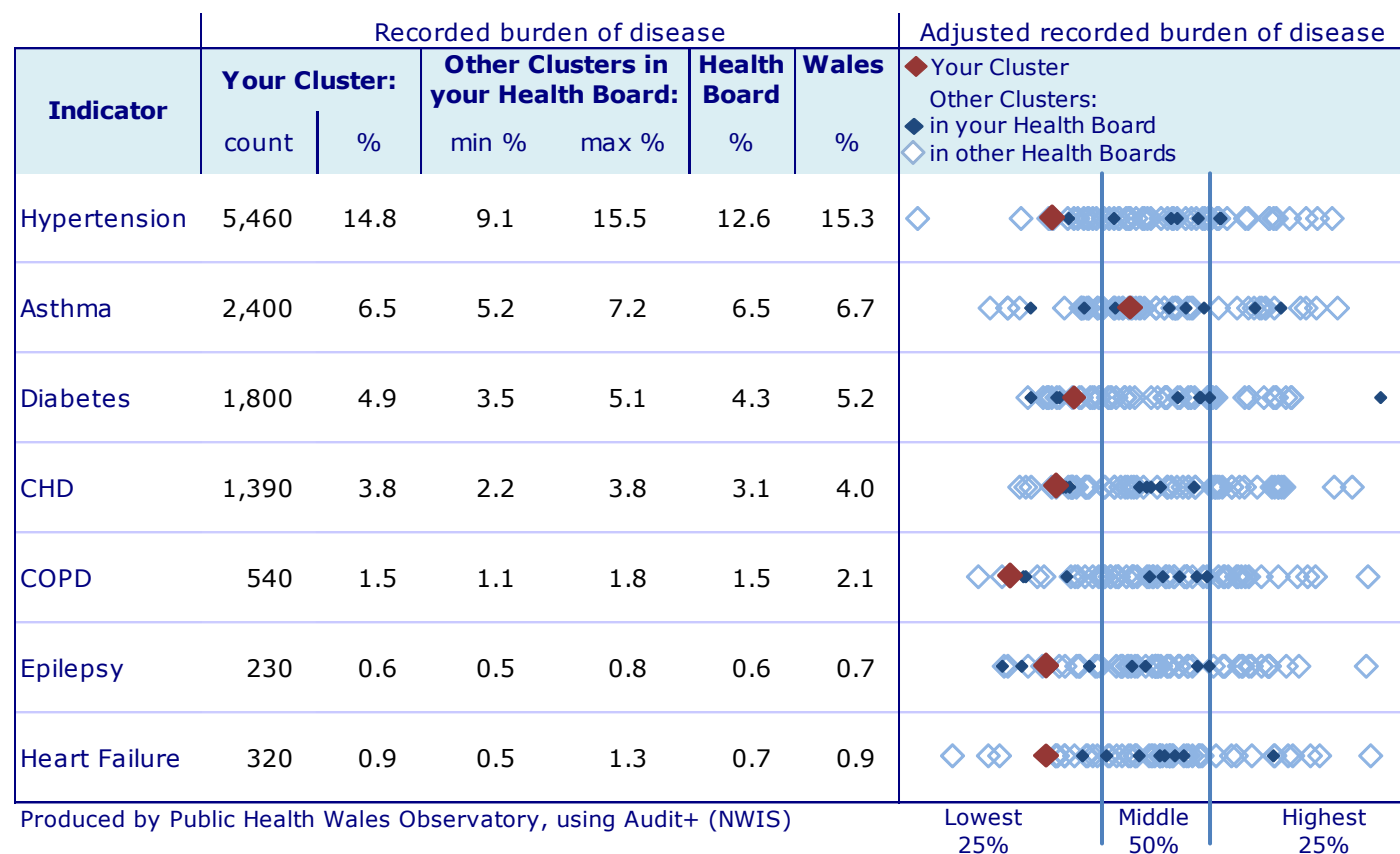 Recorded burden of disease Adjusted recorded burden of disease
Indicator Your Cluster: Other Clusters in your Health Board: Health Board Wales
count % min % max % % %
Your Cluster
Other Clusters:
in your Health Board
in other Health Boards
Hypertension 5,460 14.8 9.1 15.5 12.6 15.3
Asthma 2,400 6.5 5.2 7.2 6.5 6.7
Diabetes 1,800 4.9 3.5 5.1 4.3 5.2
CHD 1,390 3.8 2.2 3.8 3.1 4.0
COPD 540 1.5 1.1 1.8 1.5 2.1
Epilepsy 230 0.6 0.5 0.8 0.6 0.7
Heart Failure 320 0.9 0.5 1.3 0.7 0.9
Produced by Public Health Wales Observatory, using Audit+ (NWIS)
Lowest 25% Middle 50% Highest 25%